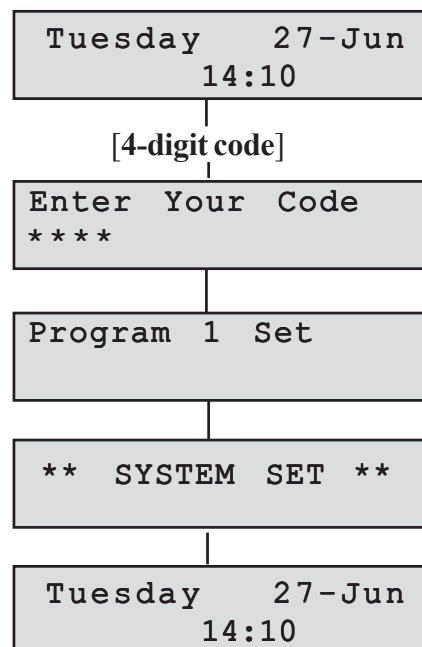 Tuesday 27-Jun
14:10
[4-digit code]
Enter Your Code
****
Program 1 Set
** SYSTEM SET **
Tuesday 27-Jun
14:10